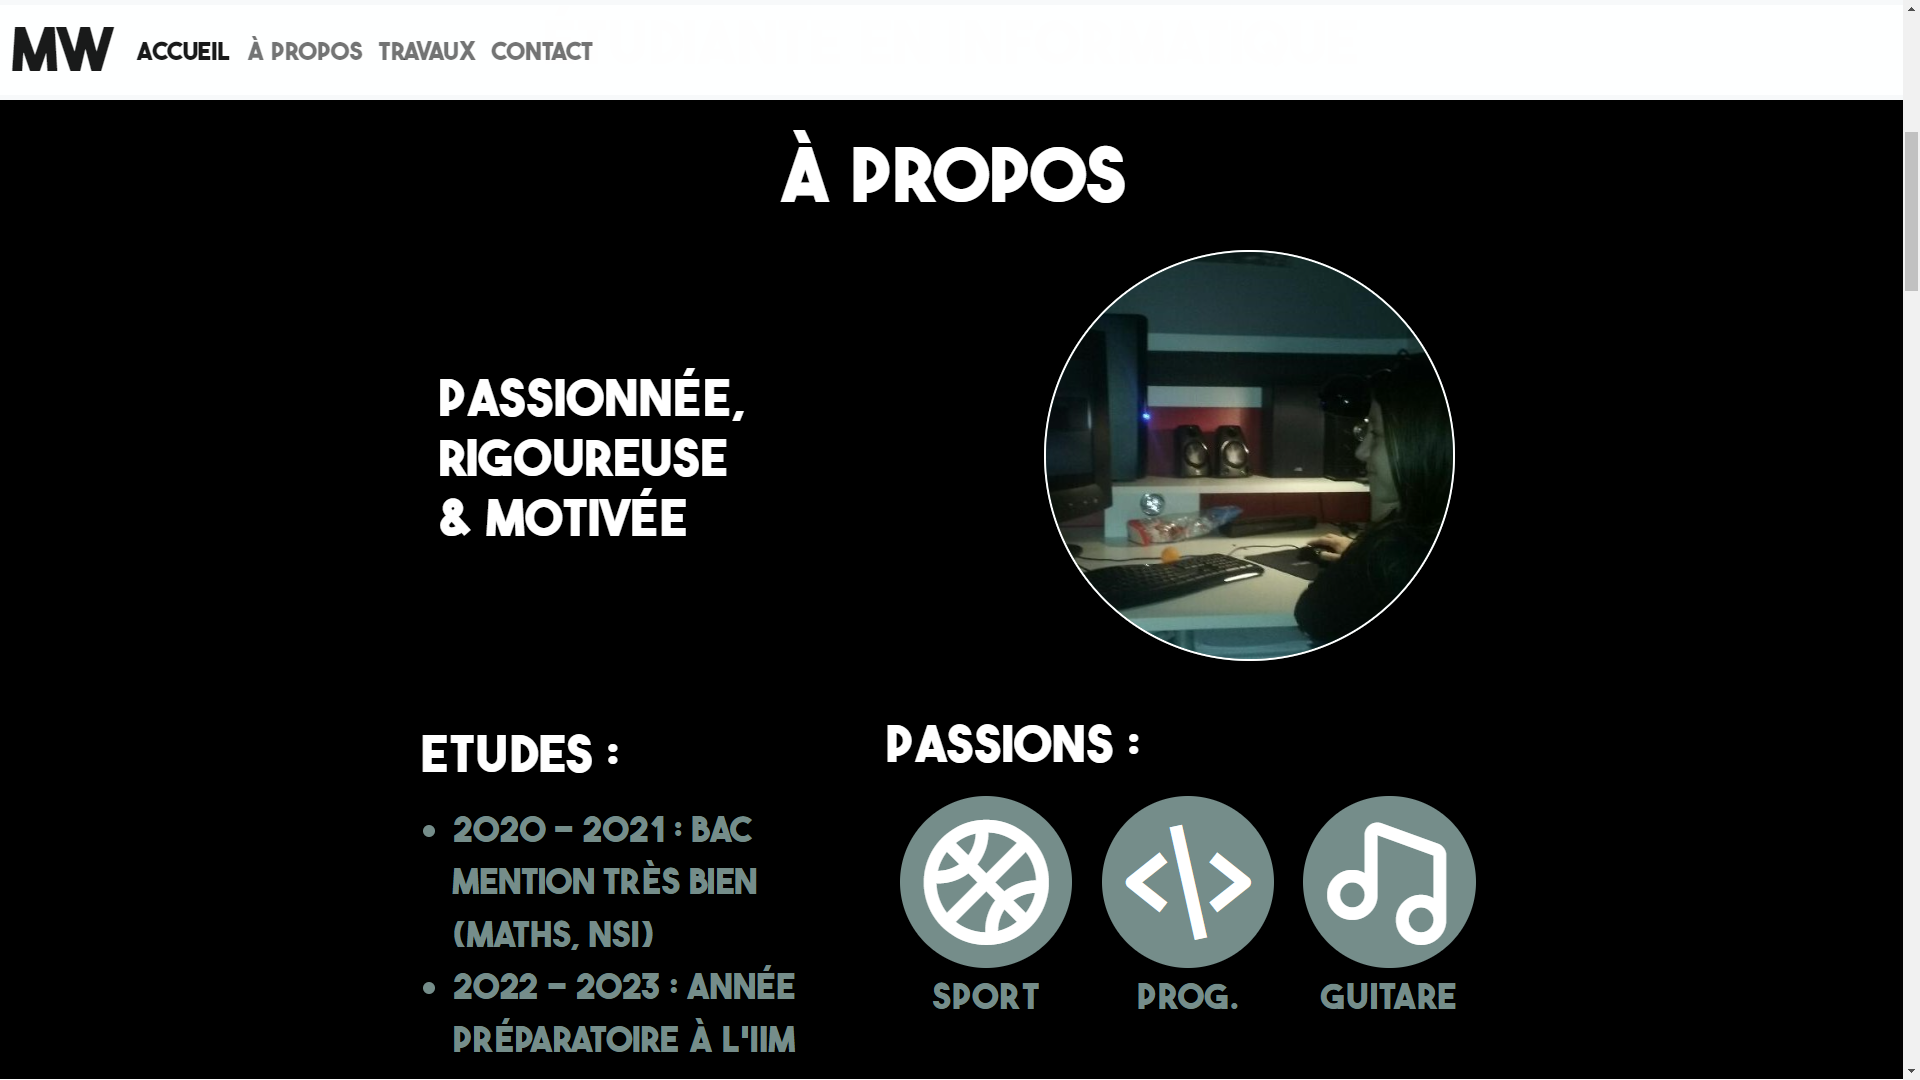 MW ACCUEIL À PROPOS TRAVAUX CONTACT
À PROPOS
PASSIONNÉE,
RIGOUREUSE
& MOTIVÉE
ETUDES :
• 2020 – 2021 : BAC
MENTION TRÈS BIEN
(MATHS, NSI)
• 2022 – 2023 : ANNÉE
PRÉPARATOIRE À L'IIM
PASSIONS :
SPORT
PROG.
GUITARE